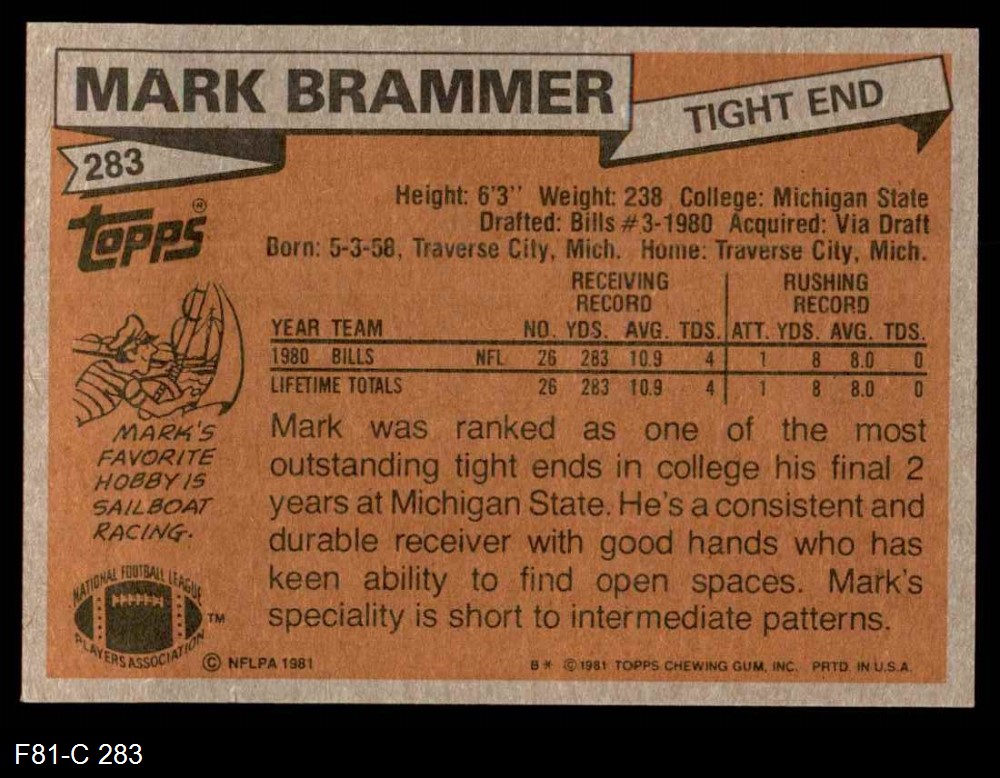 MARK BRAMMER
TIGHT END
283
Topps®
Height: 6'3'' Weight: 238 College: Michigan State
Drafted: Bills #3-1980 Acquired: Via Draft
Born: 5-3-58, Traverse City, Mich. Home: Traverse City, Mich.
RECEIVING RECORD RUSHING RECORD
YEAR TEAM NO. YDS. AVG. TDS. ATT. YDS. AVG. TDS.
1980 BILLS NFL 26 283 10.9 4 1 8 8.0 0
LIFETIME TOTALS 26 283 10.9 4 1 8 8.0 0
MARK'S
FAVORITE
HOBBY IS
SAILBOAT
RACING.
Mark was ranked as one of the most
outstanding tight ends in college his final 2
years at Michigan State. He's a consistent and
durable receiver with good hands who has
keen ability to find open spaces. Mark's
speciality is short to intermediate patterns.
NATIONAL FOOTBALL LEAGUE
PLAYERS ASSOCIATION
TM
© NFLPA 1981
B* © 1981 TOPPS CHEWING GUM, INC. PRTD. IN U.S.A.
F81-C 283